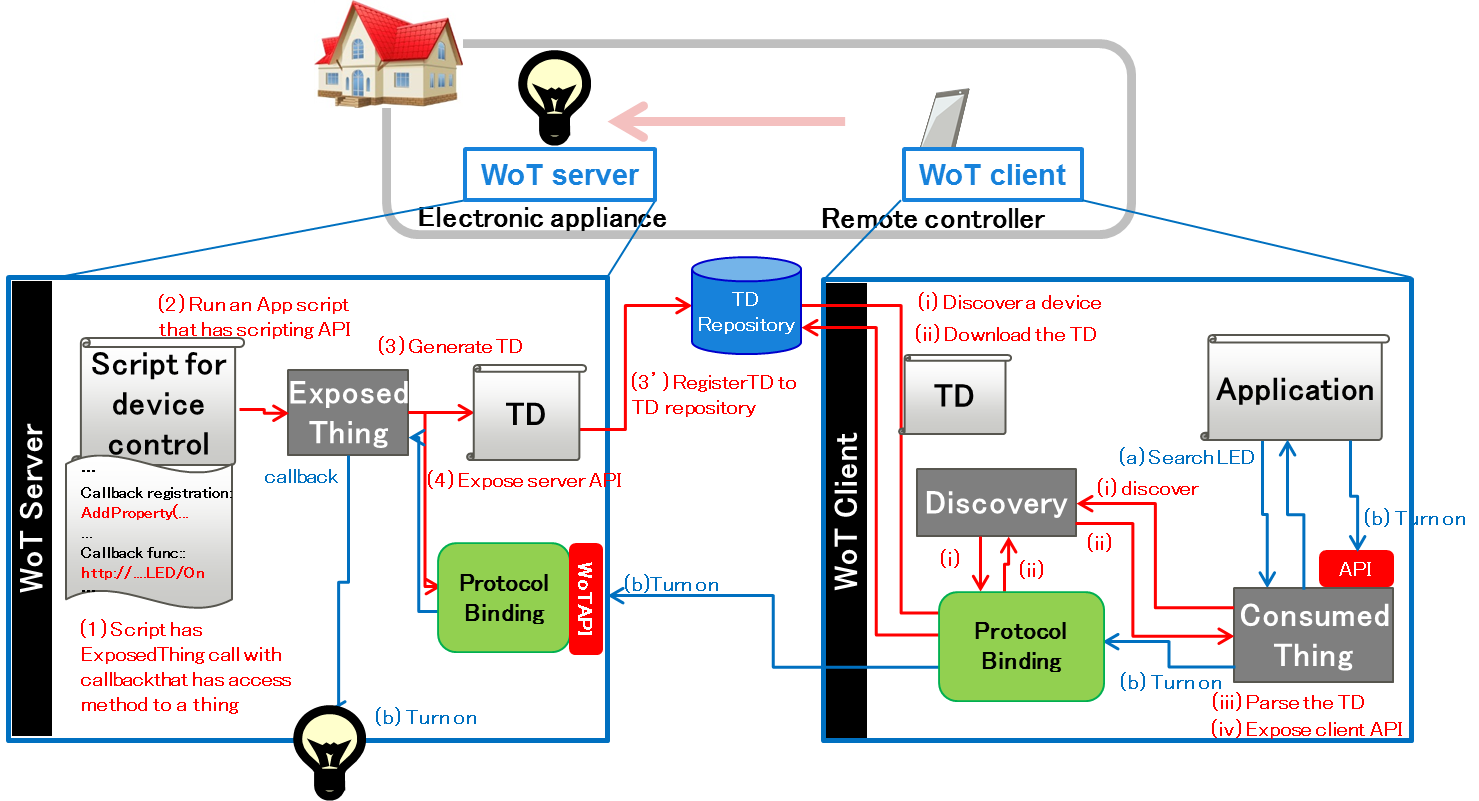 WoT server
WoT client
Electronic appliance
Remote controller
WoT Server
(2) Run an App script
that has scripting API
Script for
device
control
...
Callback registration:
AddProperty(...
...
Callback func::
http://....LED/On
...
(1) Script has
ExposedThing call with
callbackthat has access
method to a thing
Exposed
Thing
callback
(3) Generate TD
TD
(4) Expose server API
Protocol
Binding
WoTAPI
(b) Turn on
TD
Repository
(3') RegisterTD to
TD repository
(b)Turn on
WoT Client
(i) Discover a device
(ii) Download the TD
TD
Discovery
(i)
(ii)
Protocol
Binding
(i) discover
(ii)
(b) Turn on
Application
(a) Search LED
(b) Turn on
API
Consumed
Thing
(iii) Parse the TD
(iv) Expose client API